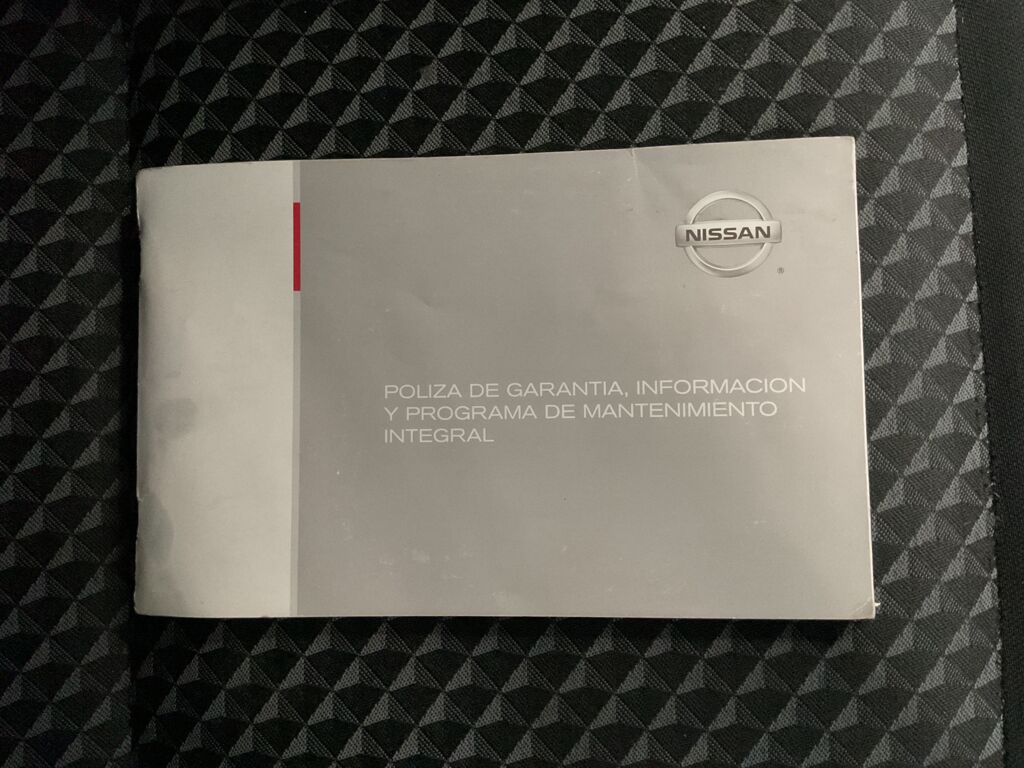 NISSAN
®
POLIZA DE GARANTIA, INFORMACION
Y PROGRAMA DE MANTENIMIENTO
INTEGRAL